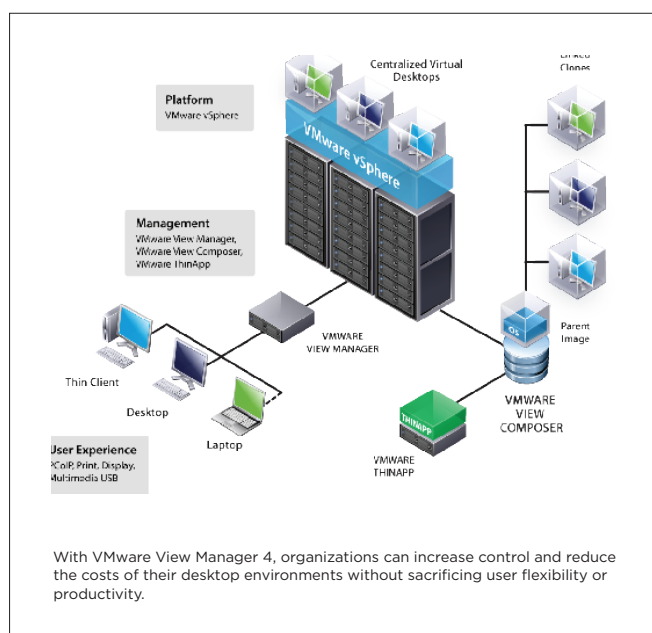 Centralized Virtual
Desktops
Clones
Platform
VMware vSphere
VMware vSphere
Management
VMware View Manager,
VMware View Composer,
VMware ThinApp
VMWARE
VIEW MANAGER
OS
Parent
Image
Thin Client
Desktop
Laptop
THINAPP
VMWARE
VIEW
COMPOSER
VMWARE
THINAPP
User Experience
PCoIP, Print, Display,
Multimedia USB
With VMware View Manager 4, organizations can increase control and reduce
the costs of their desktop environments without sacrificing user flexibility or
productivity.